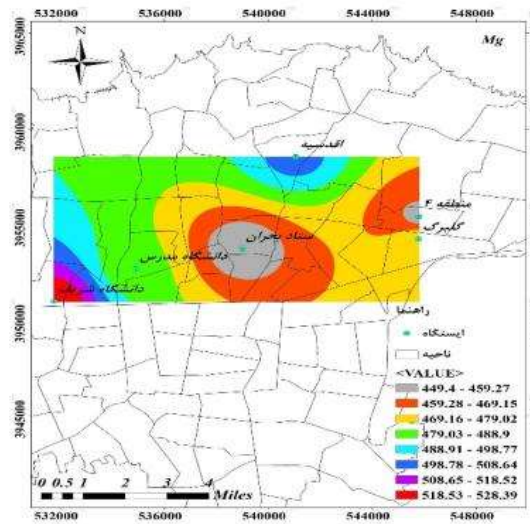 532000 536000 540000 544000 548000
Mg
N
3965000
3960000
3955000
3950000
3945000
اقدسیه
منطقه ۴
گلبرگ
ستاد بحران
دانشگاه مدرس
دانشگاه شریف
راهنما
ایستگاه
ناحیه
<VALUE>
449.4 - 459.27
459.28 - 469.15
469.16 - 479.02
479.03 - 488.9
488.91 - 498.77
498.78 - 508.64
508.65 - 518.52
518.53 - 528.39
0 0.5 1 2 3 4
Miles
532000 536000 540000 544000 548000